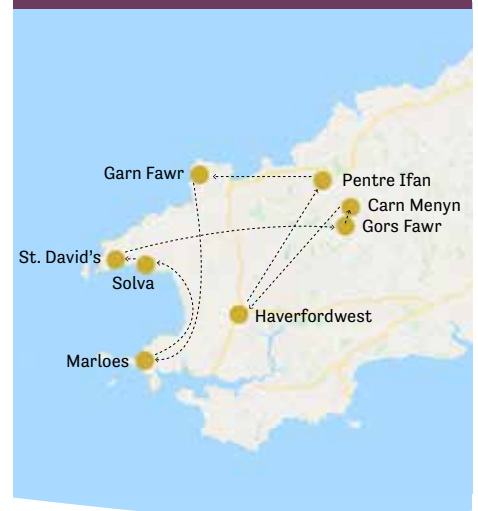 Garn Fawr
Pentre Ifan
Carn Menyn
Gors Fawr
St. David's
Solva
Haverfordwest
Marloes